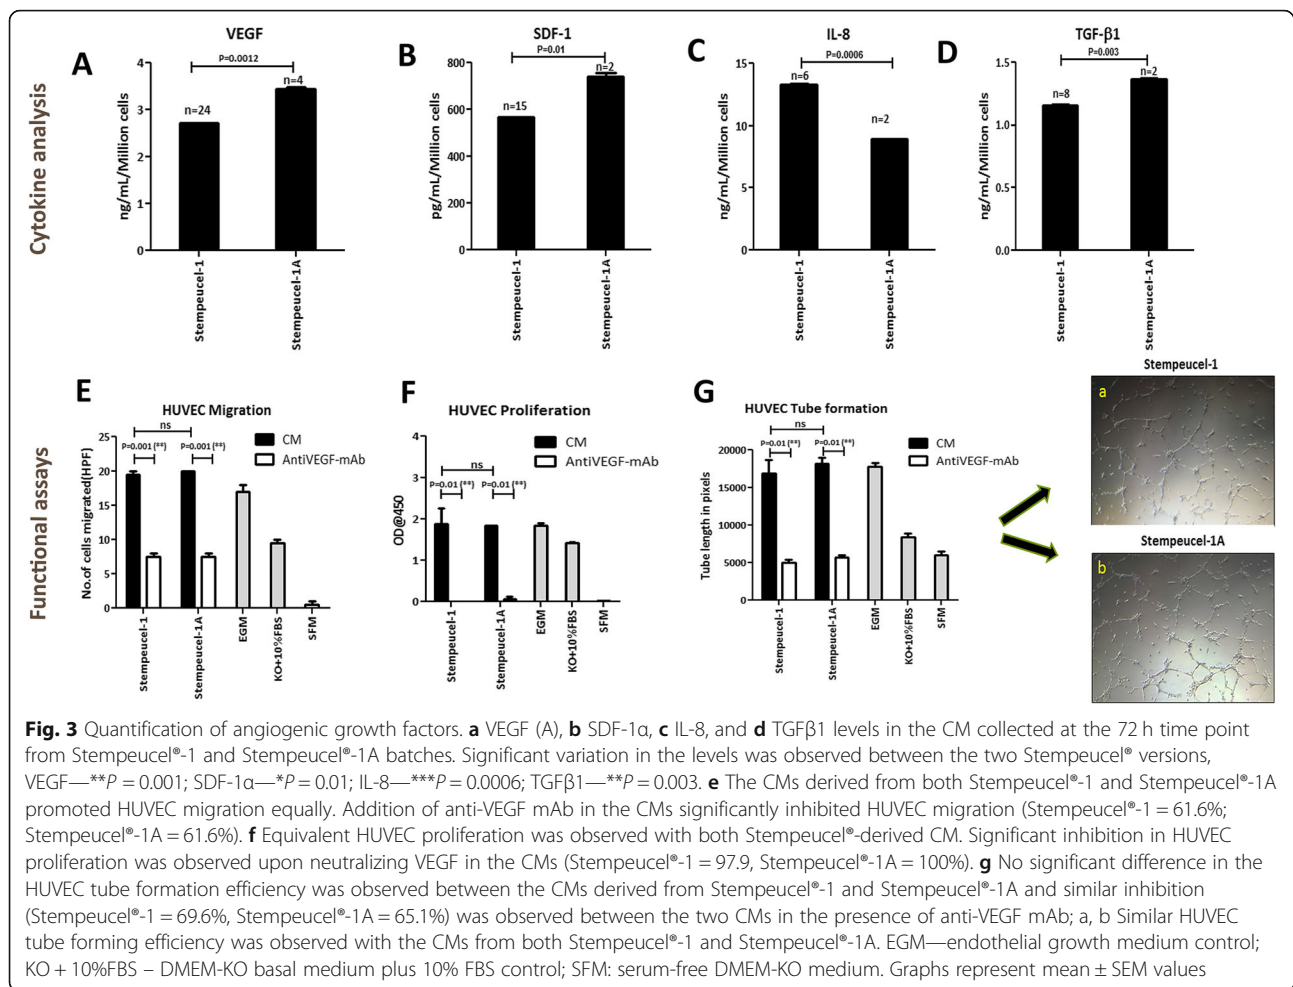 Cytokine analysis
A
VEGF
P=0.0012
n=24
n=4
ng/mL/Million cells
4
3
2
1
0
Stempeucel-1
Stempeucel-1A
B
SDF-1
P=0.01
n=15
n=2
pg/mL/Million cells
800
600
400
200
0
Stempeucel-1
Stempeucel-1A
C
IL-8
P=0.0006
n=6
n=2
ng/mL/Million cells
15
10
5
0
Stempeucel-1
Stempeucel-1A
D
TGF-β1
P=0.003
n=8
n=2
ng/mL/Million cells
1.5
1.0
0.5
0.0
Stempeucel-1
Stempeucel-1A
Functional assays
E
HUVEC Migration
ns
P=0.001 (**)
P=0.001 (**)
CM
AntiVEGF-mAb
No.of cells migrated(HPF)
25
20
15
10
5
0
Stempeucel-1
Stempeucel-1A
EGM
KO+10%FBS
SFM
F
HUVEC Proliferation
ns
P=0.01 (**)
P=0.01 (**)
CM
AntiVEGF-mAb
OD@450
4
3
2
1
0
Stempeucel-1
Stempeucel-1A
EGM
KO+10%FBS
SFM
G
HUVEC Tube formation
ns
P=0.01 (**)
P=0.01 (**)
CM
AntiVEGF-mAb
Tube length in pixels
20000
15000
10000
5000
0
Stempeucel-1
Stempeucel-1A
EGM
KO+10%FBS
SFM
Stempeucel-1
a
Stempeucel-1A
b
Fig. 3 Quantification of angiogenic growth factors. a VEGF (A), b SDF-1α, c IL-8, and d TGFβ1 levels in the CM collected at the 72 h time point
from Stempeucel®-1 and Stempeucel®-1A batches. Significant variation in the levels was observed between the two Stempeucel® versions,
VEGF—**P = 0.001; SDF-1α—*P = 0.01; IL-8—***P = 0.0006; TGFβ1—**P = 0.003. e The CMs derived from both Stempeucel®-1 and Stempeucel®-1A
promoted HUVEC migration equally. Addition of anti-VEGF mAb in the CMs significantly inhibited HUVEC migration (Stempeucel®-1 = 61.6%;
Stempeucel®-1A = 61.6%). f Equivalent HUVEC proliferation was observed with both Stempeucel®-derived CM. Significant inhibition in HUVEC
proliferation was observed upon neutralizing VEGF in the CMs (Stempeucel®-1 = 97.9, Stempeucel®-1A = 100%). g No significant difference in the
HUVEC tube formation efficiency was observed between the CMs derived from Stempeucel®-1 and Stempeucel®-1A and similar inhibition
(Stempeucel®-1 = 69.6%, Stempeucel®-1A = 65.1%) was observed between the two CMs in the presence of anti-VEGF mAb; a, b Similar HUVEC
tube forming efficiency was observed with the CMs from both Stempeucel®-1 and Stempeucel®-1A. EGM—endothelial growth medium control;
KO + 10%FBS – DMEM-KO basal medium plus 10% FBS control; SFM: serum-free DMEM-KO medium. Graphs represent mean ± SEM values